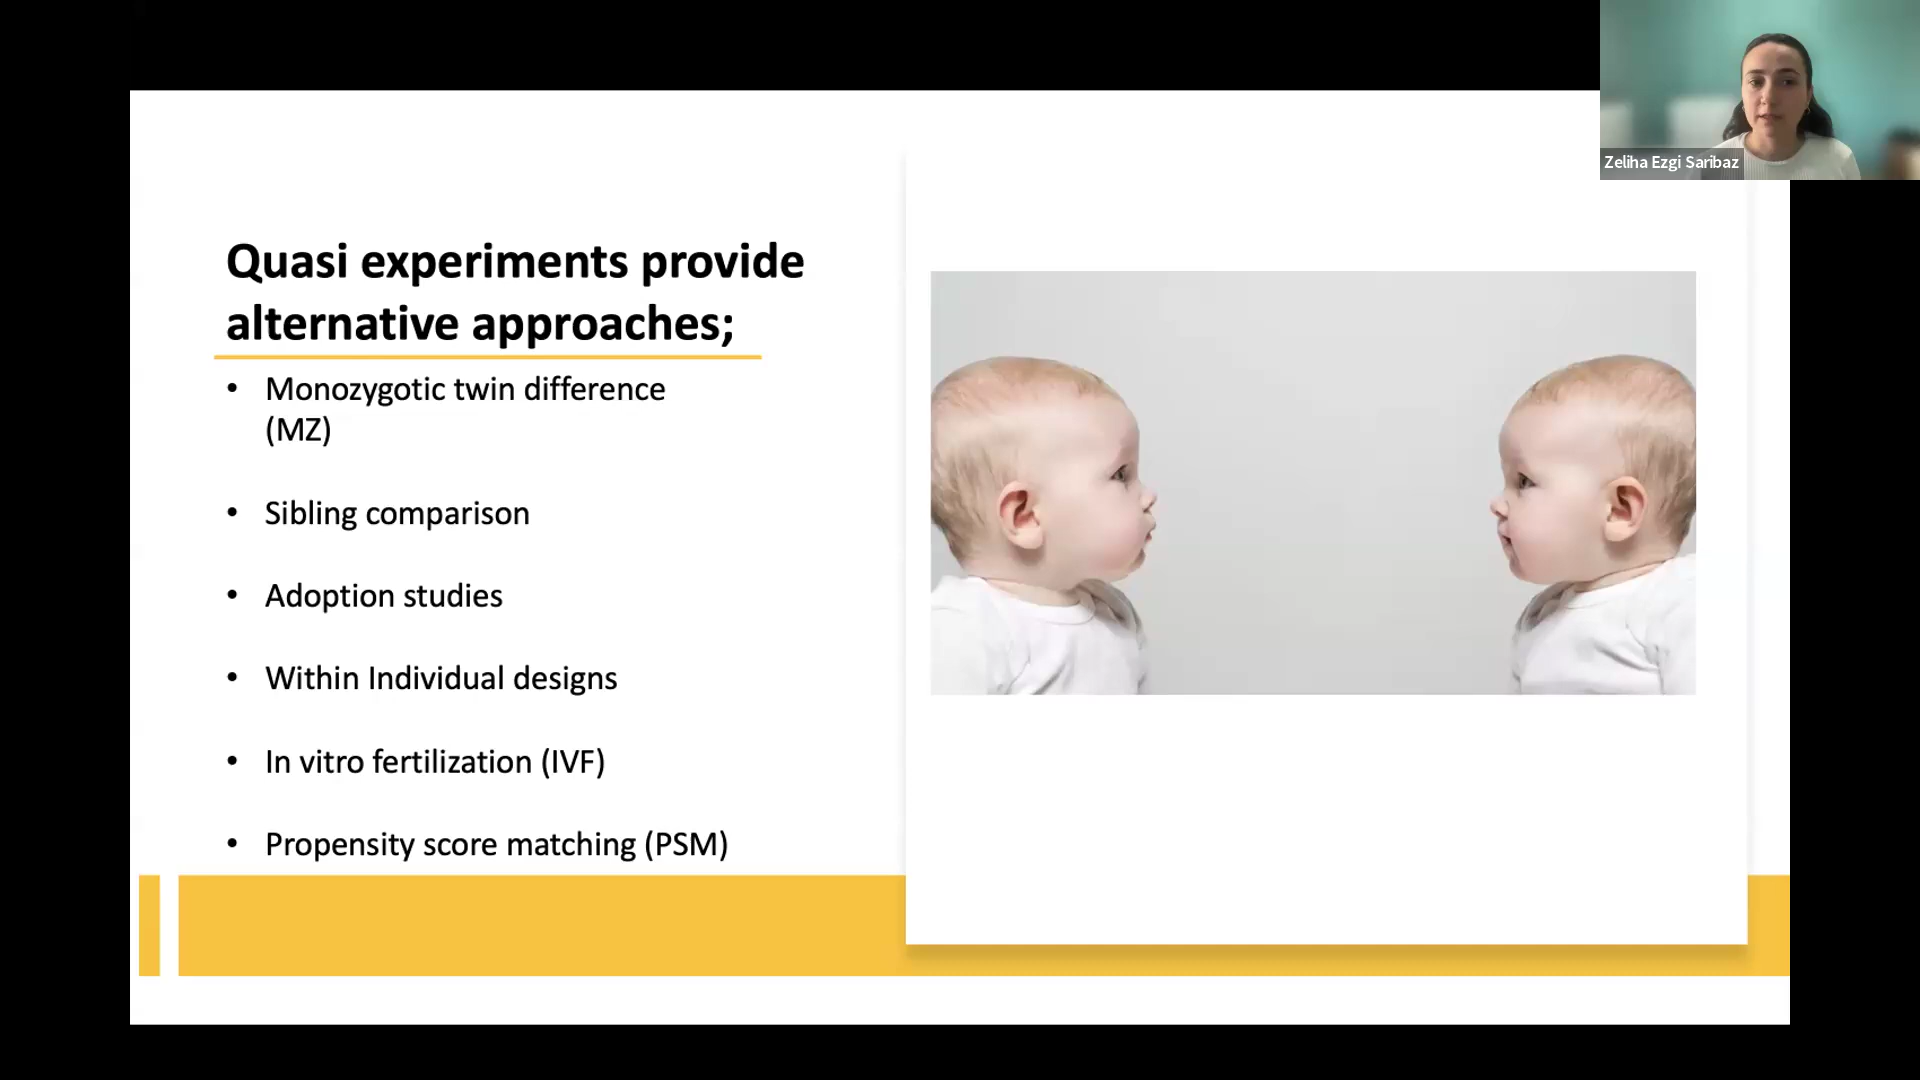 Zeliha Ezgi Saribaz
Quasi experiments provide
alternative approaches;
• Monozygotic twin difference
(MZ)
• Sibling comparison
• Adoption studies
• Within Individual designs
• In vitro fertilization (IVF)
• Propensity score matching (PSM)